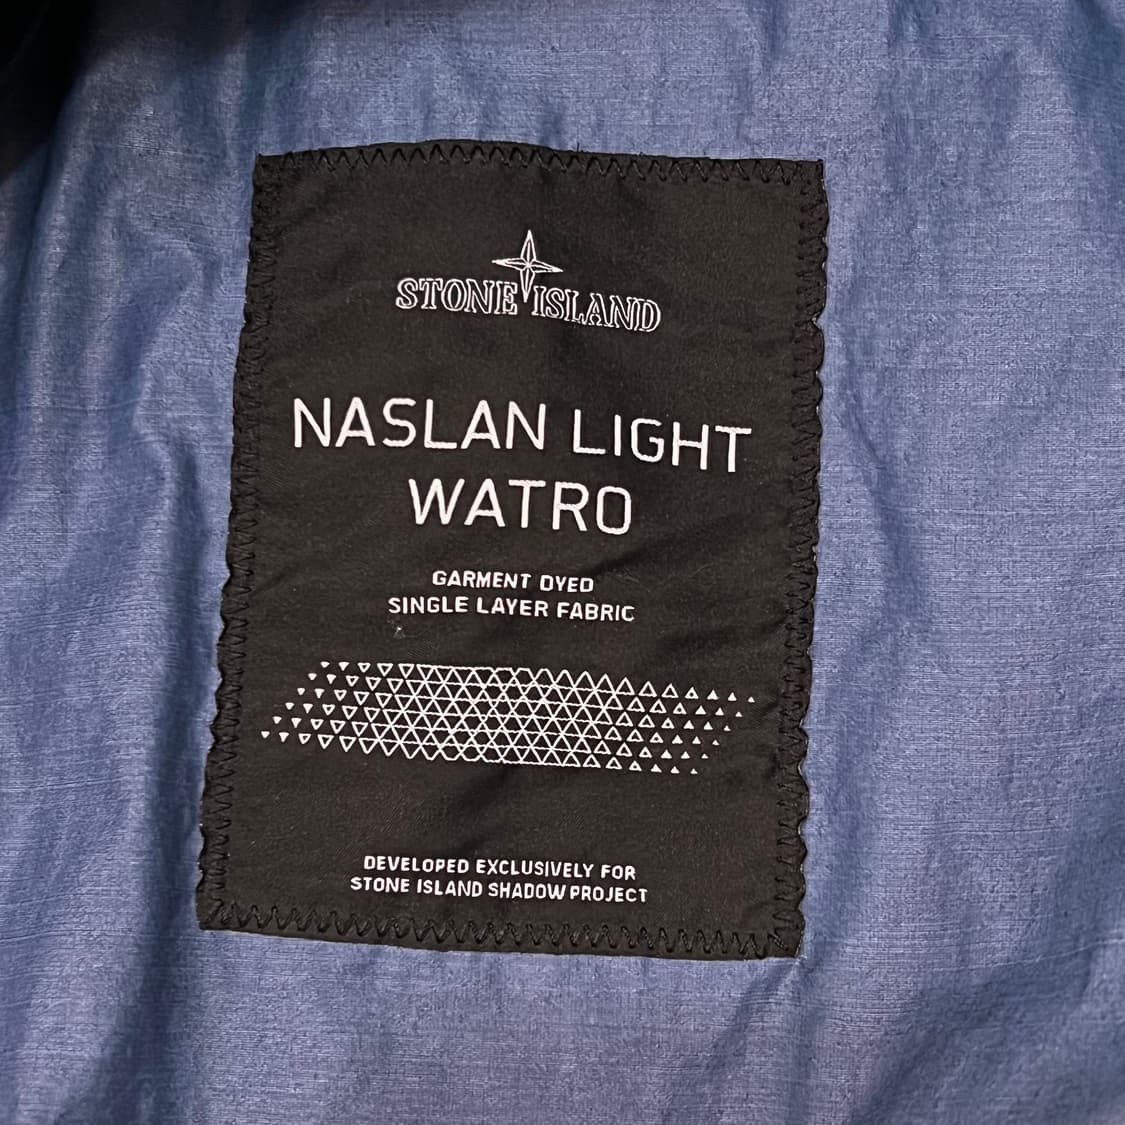 STONE ISLAND
NASLAN LIGHT
WATRO
GARMENT DYED
SINGLE LAYER FABRIC
DEVELOPED EXCLUSIVELY FOR
STONE ISLAND SHADOW PROJECT